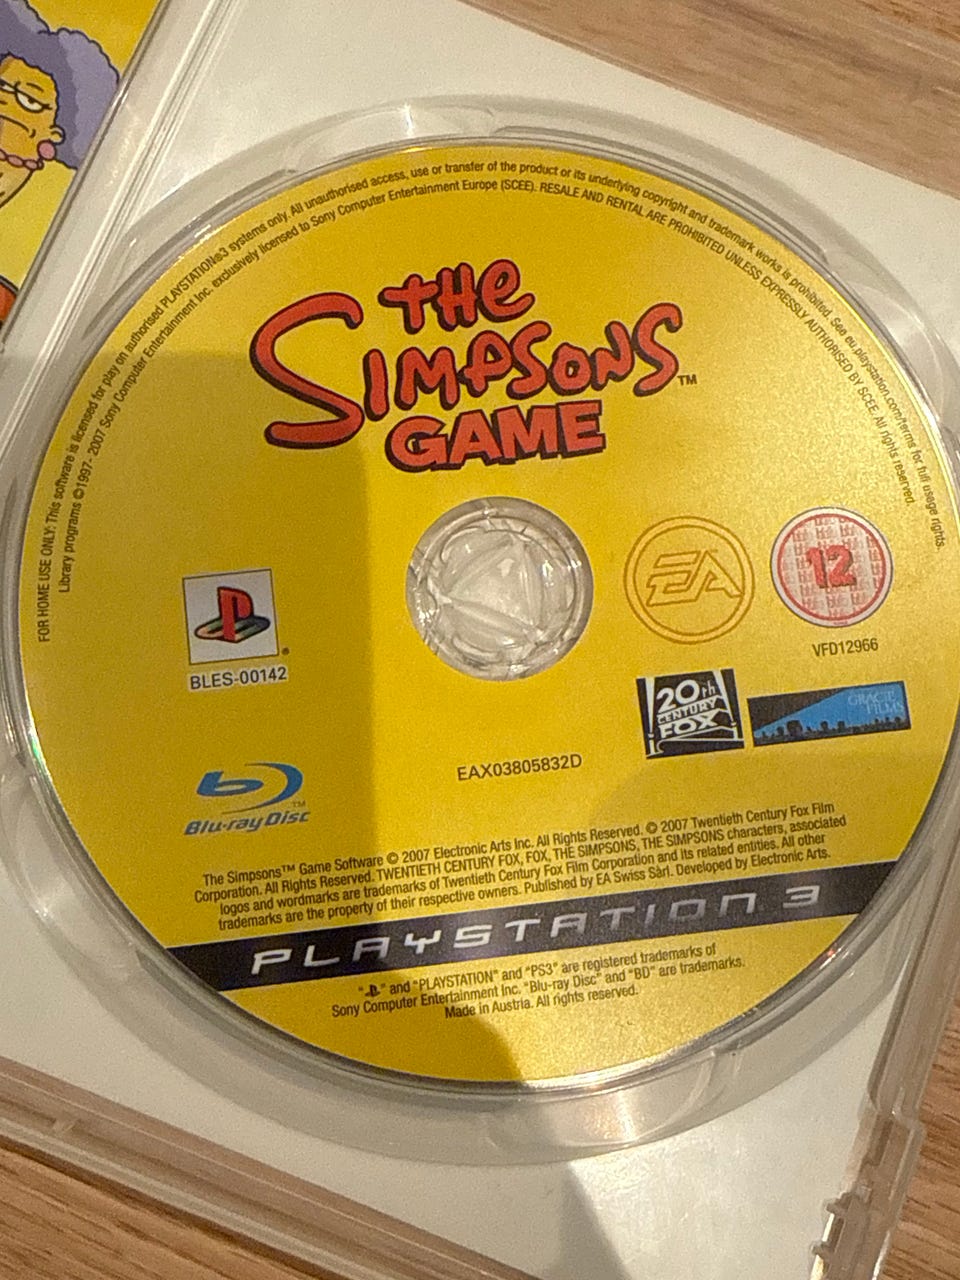 FOR HOME USE ONLY: This software is licensed for play on authorised PLAYSTATION®3 systems only. All unauthorised access, use or transfer of the product or its underlying copyright and trademark works is prohibited. See eu.playstation.com/terms for full usage rights.
Library programs ©1997- 2007 Sony Computer Entertainment Inc. exclusively licensed to Sony Computer Entertainment Europe (SCEE). RESALE AND RENTAL ARE PROHIBITED UNLESS EXPRESSLY AUTHORISED BY SCEE. All rights reserved.
THE
SIMPSONS™
GAME
EA
12
VFD12966
BLES-00142
20th
CENTURY
FOX
GRACIE
FILMS
EAX03805832D
Blu-ray Disc™
The Simpsons™ Game Software © 2007 Electronic Arts Inc. All Rights Reserved. © 2007 Twentieth Century Fox Film
Corporation. All Rights Reserved. TWENTIETH CENTURY FOX, FOX, THE SIMPSONS, THE SIMPSONS characters, associated
logos and wordmarks are trademarks of Twentieth Century Fox Film Corporation and its related entities. All other
trademarks are the property of their respective owners. Published by EA Swiss Sàrl. Developed by Electronic Arts.
PLAYSTATION 3
" " and "PLAYSTATION" and "PS3" are registered trademarks of
Sony Computer Entertainment Inc. "Blu-ray Disc" and "BD" are trademarks.
Made in Austria. All rights reserved.